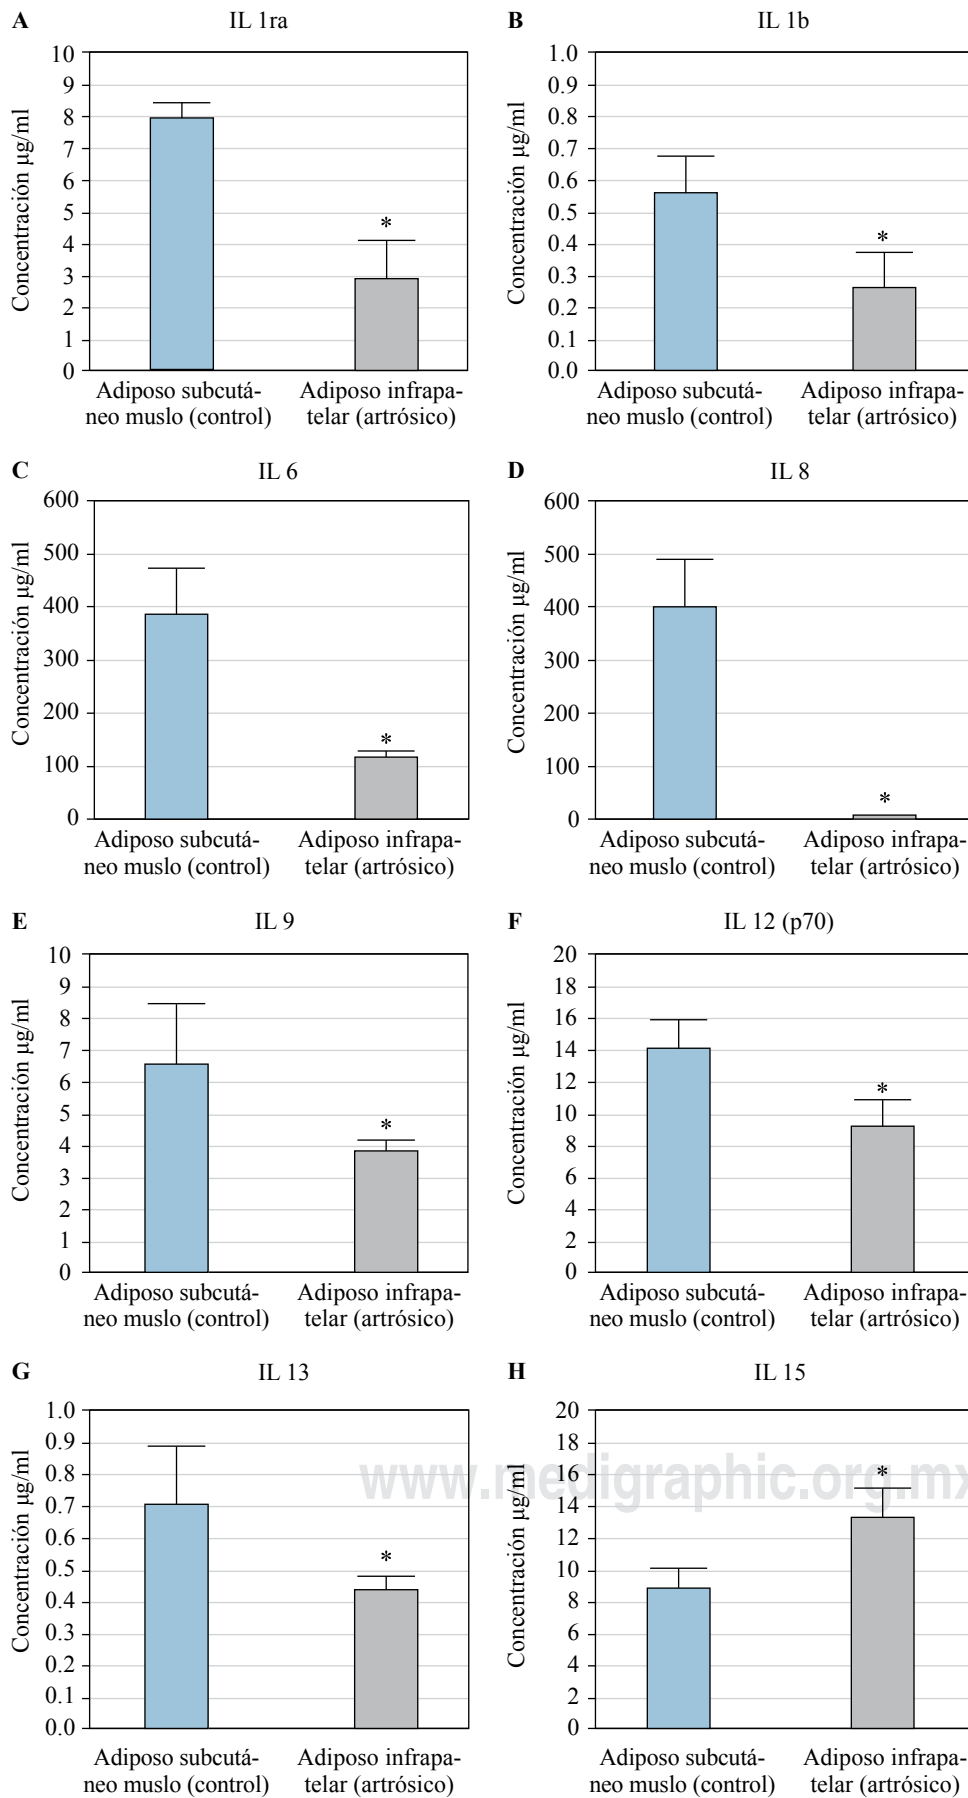 A IL 1ra
Concentración µg/ml
10
9
8
7
6
5
4
3
2
1
0
*
Adiposo subcutá-
neo muslo (control)
Adiposo infrapa-
telar (artrósico)
B IL 1b
Concentración µg/ml
1.0
0.9
0.8
0.7
0.6
0.5
0.4
0.3
0.2
0.1
0.0
*
Adiposo subcutá-
neo muslo (control)
Adiposo infrapa-
telar (artrósico)
C IL 6
Concentración µg/ml
600
500
400
300
200
100
0
*
Adiposo subcutá-
neo muslo (control)
Adiposo infrapa-
telar (artrósico)
D IL 8
Concentración µg/ml
600
500
400
300
200
100
0
*
Adiposo subcutá-
neo muslo (control)
Adiposo infrapa-
telar (artrósico)
E IL 9
Concentración µg/ml
10
9
8
7
6
5
4
3
2
1
0
*
Adiposo subcutá-
neo muslo (control)
Adiposo infrapa-
telar (artrósico)
F IL 12 (p70)
Concentración µg/ml
20
18
16
14
12
10
8
6
4
2
0
*
Adiposo subcutá-
neo muslo (control)
Adiposo infrapa-
telar (artrósico)
G IL 13
Concentración µg/ml
1.0
0.9
0.8
0.7
0.6
0.5
0.4
0.3
0.2
0.1
0.0
*
Adiposo subcutá-
neo muslo (control)
Adiposo infrapa-
telar (artrósico)
H IL 15
Concentración µg/ml
20
18
16
14
12
10
8
6
4
2
0
*
Adiposo subcutá-
neo muslo (control)
Adiposo infrapa-
telar (artrósico)
www.medigraphic.org.mx